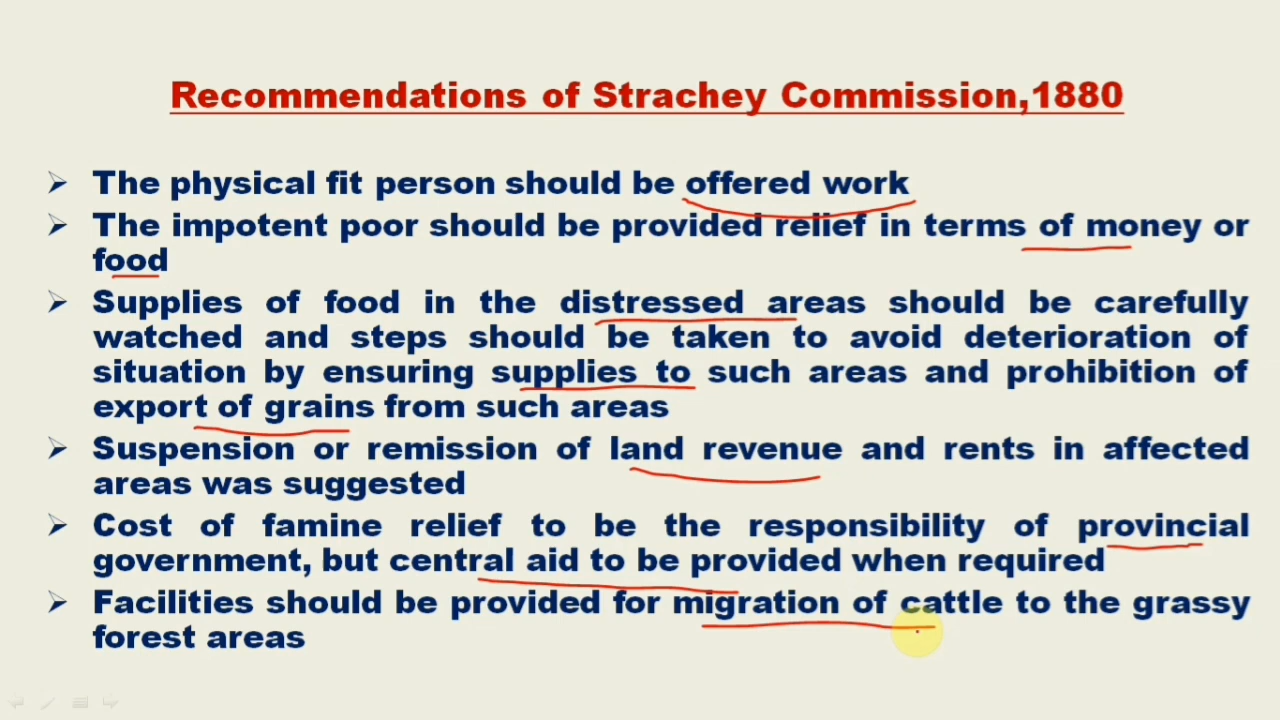 Recommendations of Strachey Commission,1880
The physical fit person should be offered work
The impotent poor should be provided relief in terms of money or
food
Supplies of food in the distressed areas should be carefully
watched and steps should be taken to avoid deterioration of
situation by ensuring supplies to such areas and prohibition of
export of grains from such areas
Suspension or remission of land revenue and rents in affected
areas was suggested
Cost of famine relief to be the responsibility of provincial
government, but central aid to be provided when required
Facilities should be provided for migration of cattle to the grassy
forest areas